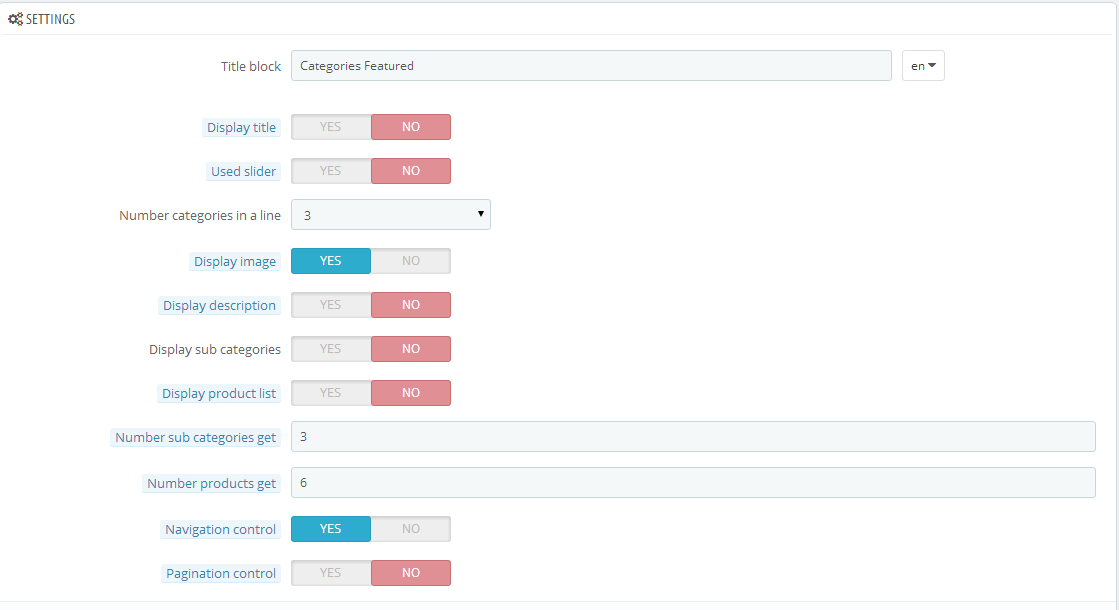 SETTINGS
Title block Categories Featured en
Display title YES NO
Used slider YES NO
Number categories in a line 3
Display image YES NO
Display description YES NO
Display sub categories YES NO
Display product list YES NO
Number sub categories get 3
Number products get 6
Navigation control YES NO
Pagination control YES NO